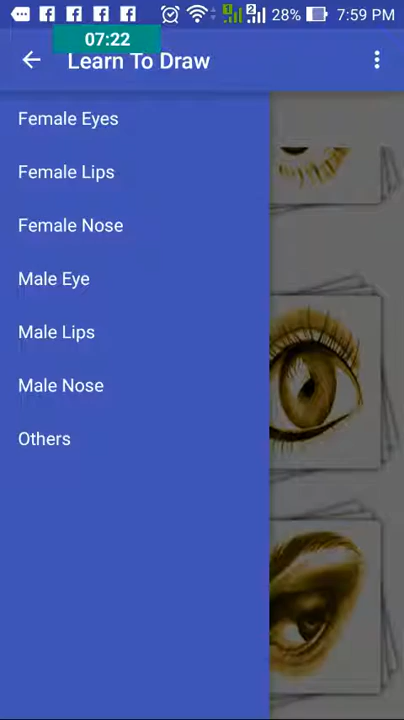 28% 7:59 PM
07:22
Learn To Draw
Female Eyes
Female Lips
Female Nose
Male Eye
Male Lips
Male Nose
Others